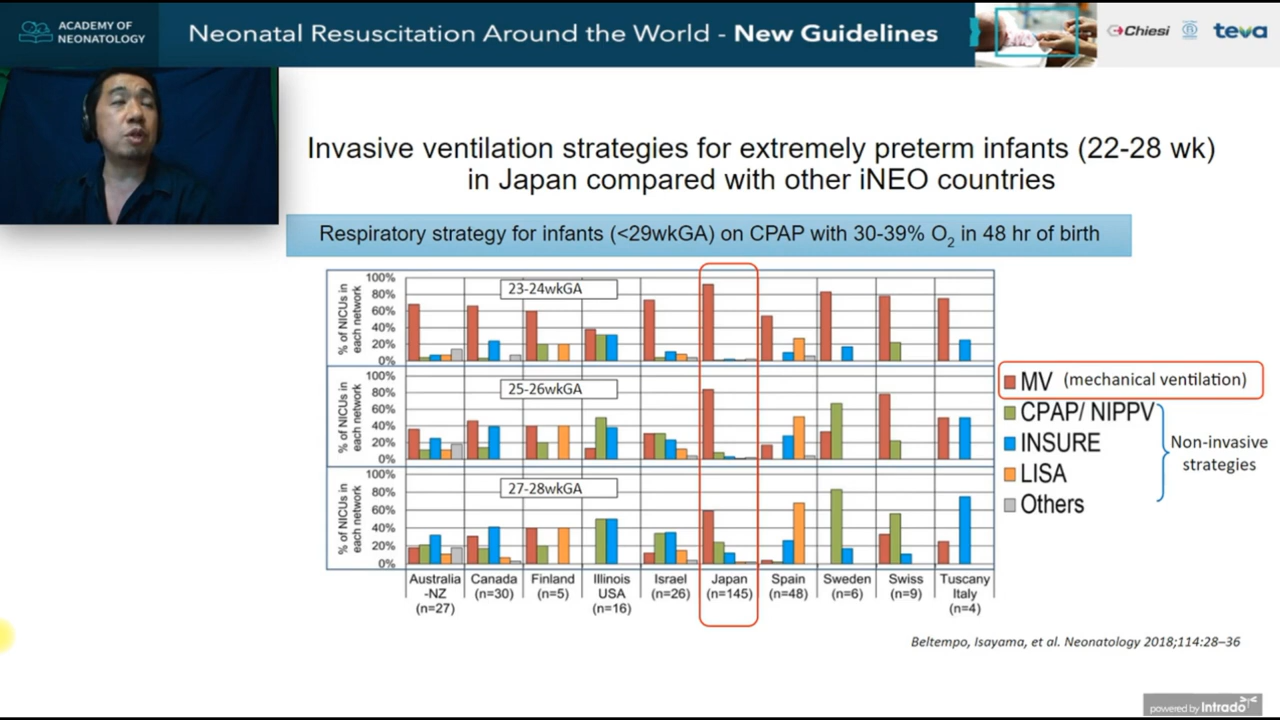 ACADEMY OF
NEONATOLOGY
Neonatal Resuscitation Around the World - New Guidelines
Chiesi
teva
Invasive ventilation strategies for extremely preterm infants (22-28 wk)
in Japan compared with other iNEO countries
Respiratory strategy for infants (<29wkGA) on CPAP with 30-39% O2 in 48 hr of birth
% of NICUs in
each network
100%
80%
60%
40%
20%
0%
23-24wkGA
% of NICUs in
each network
100%
80%
60%
40%
20%
0%
25-26wkGA
% of NICUs in
each network
100%
80%
60%
40%
20%
0%
27-28wkGA
Australia
-NZ
(n=27)
Canada
(n=30)
Finland
(n=5)
Illinois
USA
(n=16)
Israel
(n=26)
Japan
(n=145)
Spain
(n=48)
Sweden
(n=6)
Swiss
(n=9)
Tuscany
Italy
(n=4)
MV (mechanical ventilation)
CPAP/ NIPPV
INSURE
LISA
Others
Non-invasive
strategies
Beltempo, Isayama, et al. Neonatology 2018;114:28–36
powered by Intrado